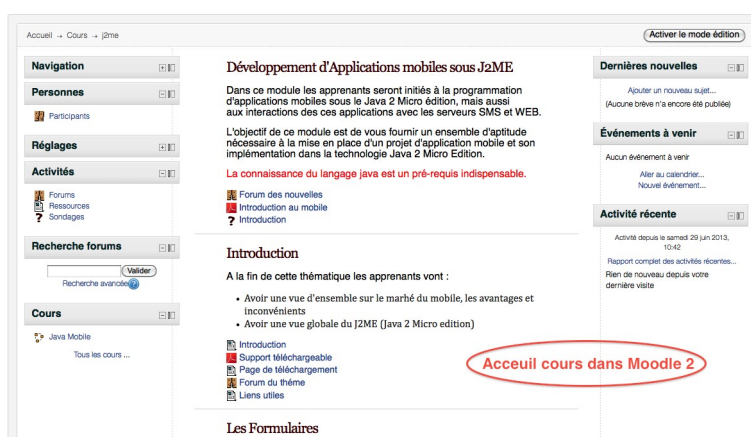 Accueil → Cours → j2me
Activer le mode édition
Navigation
Personnes
Participants
Réglages
Activités
Forums
Ressources
Sondages
Recherche forums
Valider
Recherche avancée
Cours
Java Mobile
Tous les cours ...
Développement d'Applications mobiles sous J2ME
Dans ce module les apprenants seront initiés à la programmation
d'applications mobiles sous le Java 2 Micro édition, mais aussi
aux interactions des ces applications avec les serveurs SMS et WEB.
L'objectif de ce module est de vous fournir un ensemble d'aptitude
nécessaire à la mise en place d'un projet d'application mobile et son
implémentation dans la technologie Java 2 Micro Edition.
La connaissance du langage java est un pré-requis indispensable.
Forum des nouvelles
Introduction au mobile
Introduction
Introduction
A la fin de cette thématique les apprenants vont :
• Avoir une vue d'ensemble sur le marhé du mobile, les avantages et
inconvénients
• Avoir une vue globale du J2ME (Java 2 Micro edition)
Introduction
Support téléchargeable
Page de téléchargement
Forum du thème
Liens utiles
Acceuil cours dans Moodle 2
Les Formulaires
Dernières nouvelles
Ajouter un nouveau sujet...
(Aucune brève n'a encore été publiée)
Événements à venir
Aucun événement à venir
Aller au calendrier...
Nouvel événement...
Activité récente
Activité depuis le samedi 29 juin 2013,
10:42
Rapport complet des activités récentes...
Rien de nouveau depuis votre
dernière visite